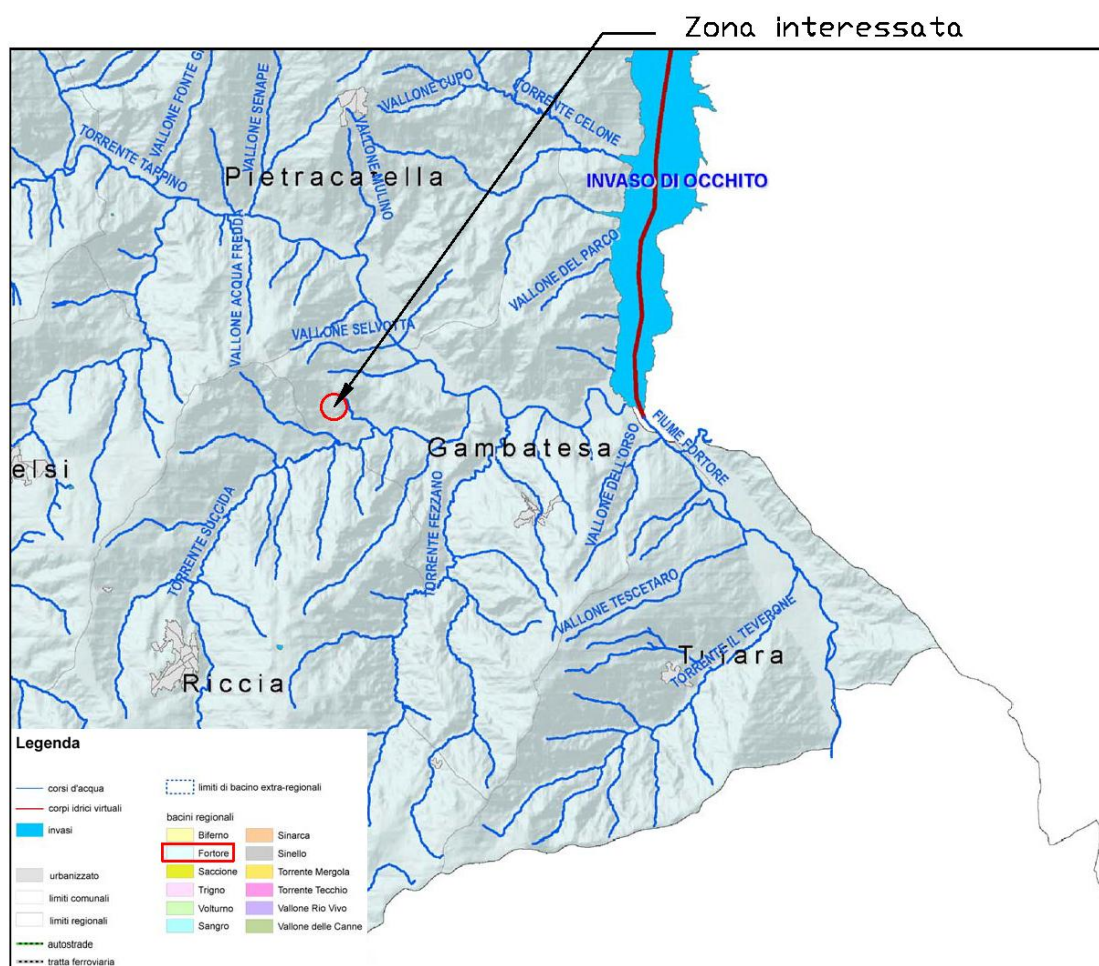 Zona interessata
VALLONE FONTE G
VALLONE SENAPE
VALLONE CUPO
TORRENTE CELONE
TORRENTE TAPPINO
VALLONE MULINO
INVASO DI OCCHITO
VALLONE ACQUA FREDDA
VALLONE DEL PARCO
VALLONE SELVOTTA
Gambatesa
FIUME FORTORE
elsi
VALLONE DELL'ORSO
TORRENTE SUCCIDA
TORRENTE FEZZANO
VALLONE TESCETARO
TORRENTE IL TEVERONE
Riccia
Legenda
corsi d'acqua
corpi idrici virtuali
invasi
urbanizzato
limiti comunali
limiti regionali
autostrade
tratta ferroviaria
limiti di bacino extra-regionali
bacini regionali
Biferno
Fortore
Saccione
Trigno
Volturno
Sangro
Sinarca
Sinello
Torrente Mergola
Torrente Tecchio
Vallone Rio Vivo
Vallone delle Canne